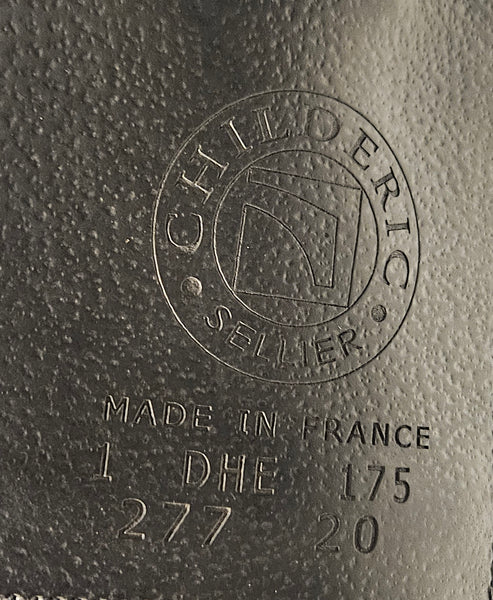 CHILDERIC
SELLIER
MADE IN FRANCE
1 DHE 175
277 20